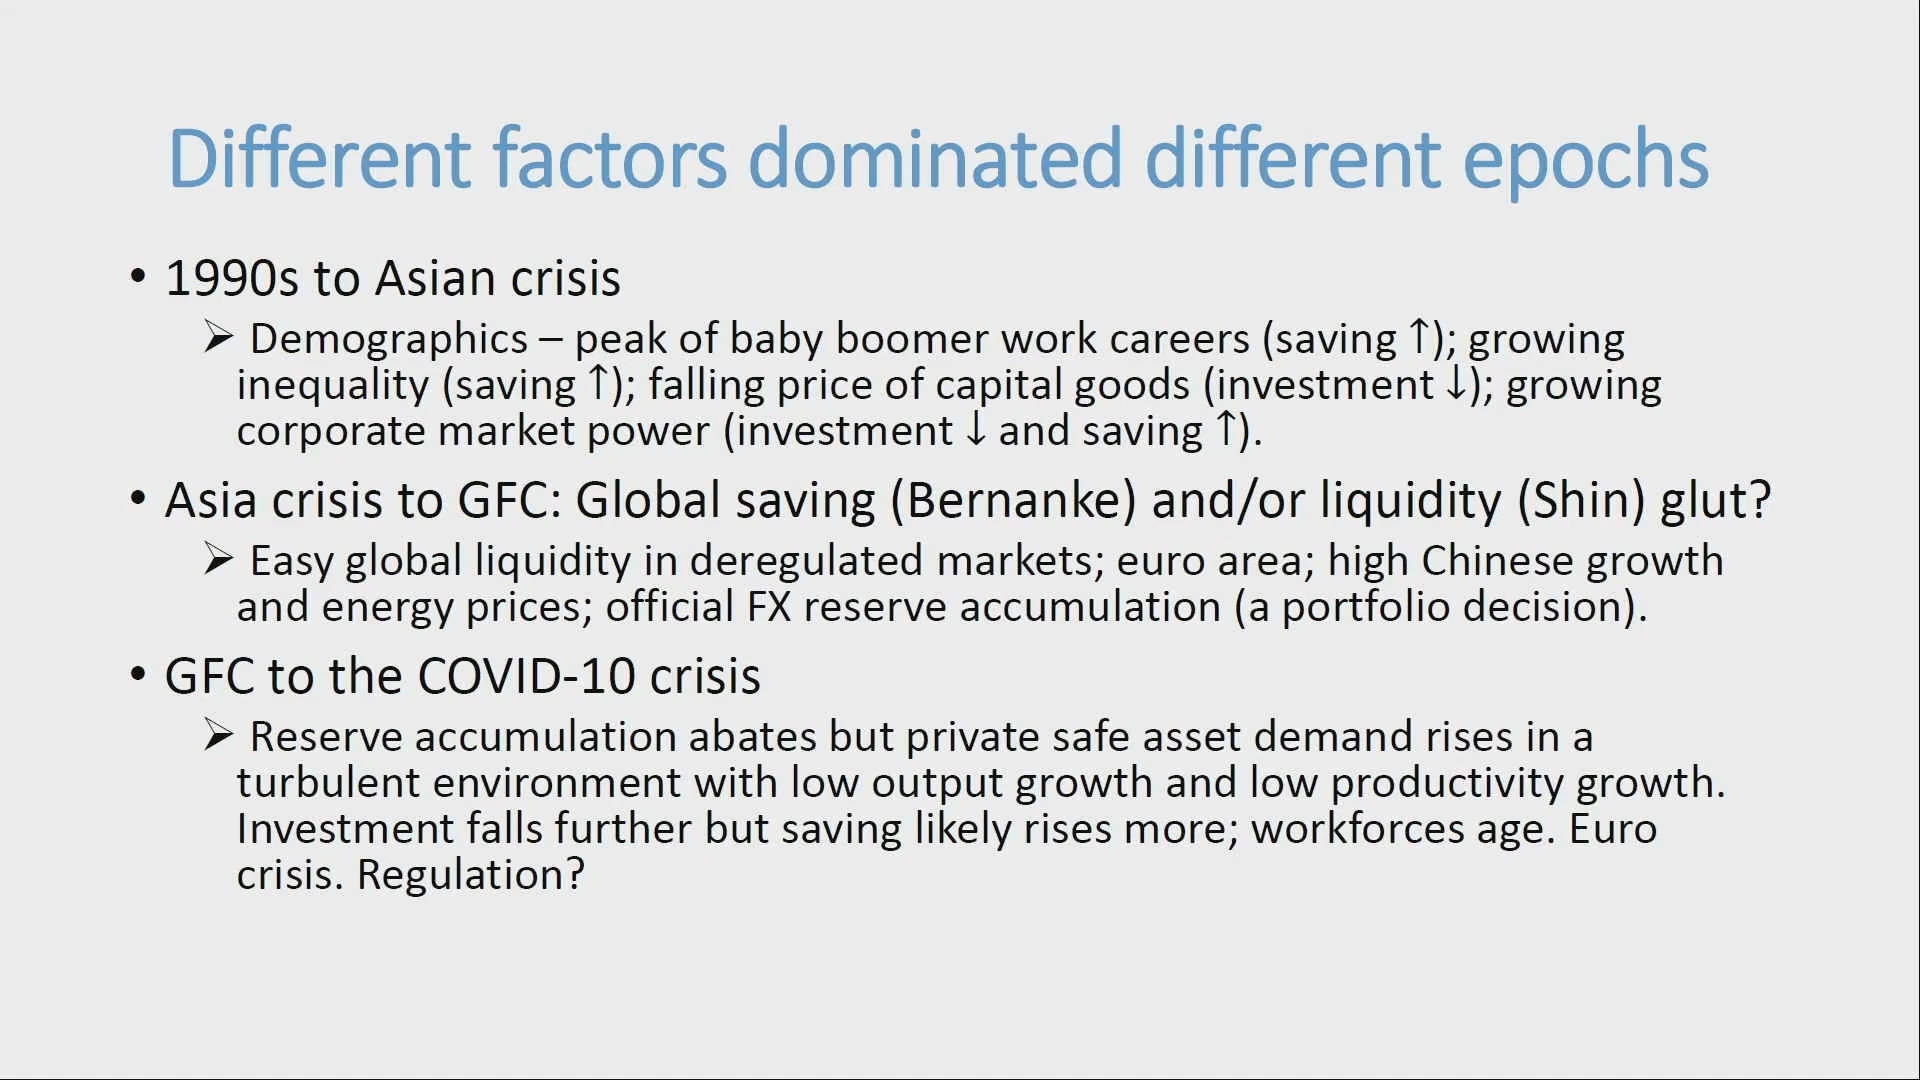 Different factors dominated different epochs
• 1990s to Asian crisis
➢ Demographics – peak of baby boomer work careers (saving ↑); growing
inequality (saving ↑); falling price of capital goods (investment ↓); growing
corporate market power (investment ↓ and saving ↑).
• Asia crisis to GFC: Global saving (Bernanke) and/or liquidity (Shin) glut?
➢ Easy global liquidity in deregulated markets; euro area; high Chinese growth
and energy prices; official FX reserve accumulation (a portfolio decision).
• GFC to the COVID-10 crisis
➢ Reserve accumulation abates but private safe asset demand rises in a
turbulent environment with low output growth and low productivity growth.
Investment falls further but saving likely rises more; workforces age. Euro
crisis. Regulation?